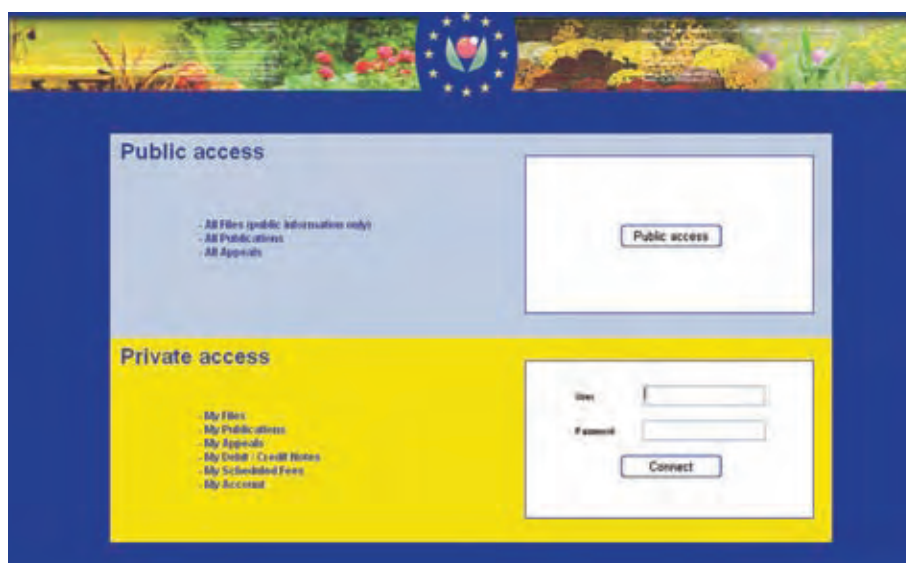 Public access
- All Files (public information only)
- All Publications
- All Appeals
Public access
Private access
- My Files
- My Publications
- My Appeals
- My Debit / Credit Notes
- My Scheduled Fees
- My Account
User
Password
Connect